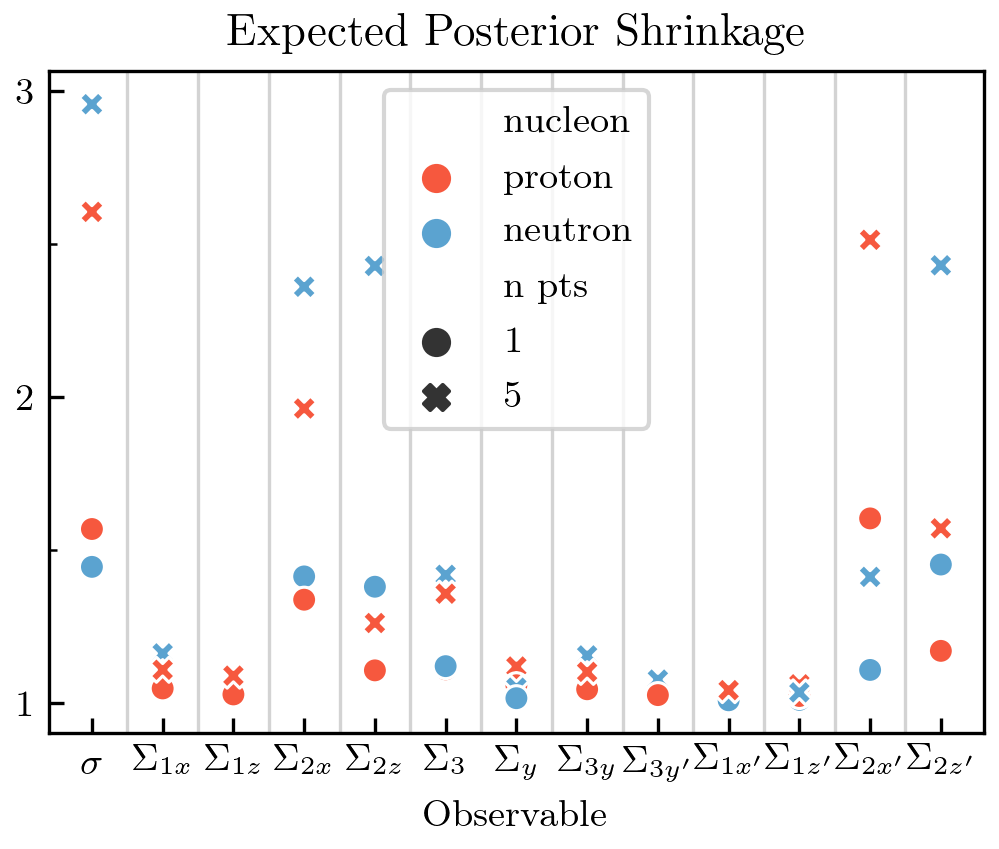 Expected Posterior Shrinkage
3
2
1
nucleon
proton
neutron
n pts
1
5
σ Σ1x Σ1z Σ2x Σ2z Σ3 Σy Σ3y Σ3y′ Σ1x′ Σ1z′ Σ2x′ Σ2z′
Observable